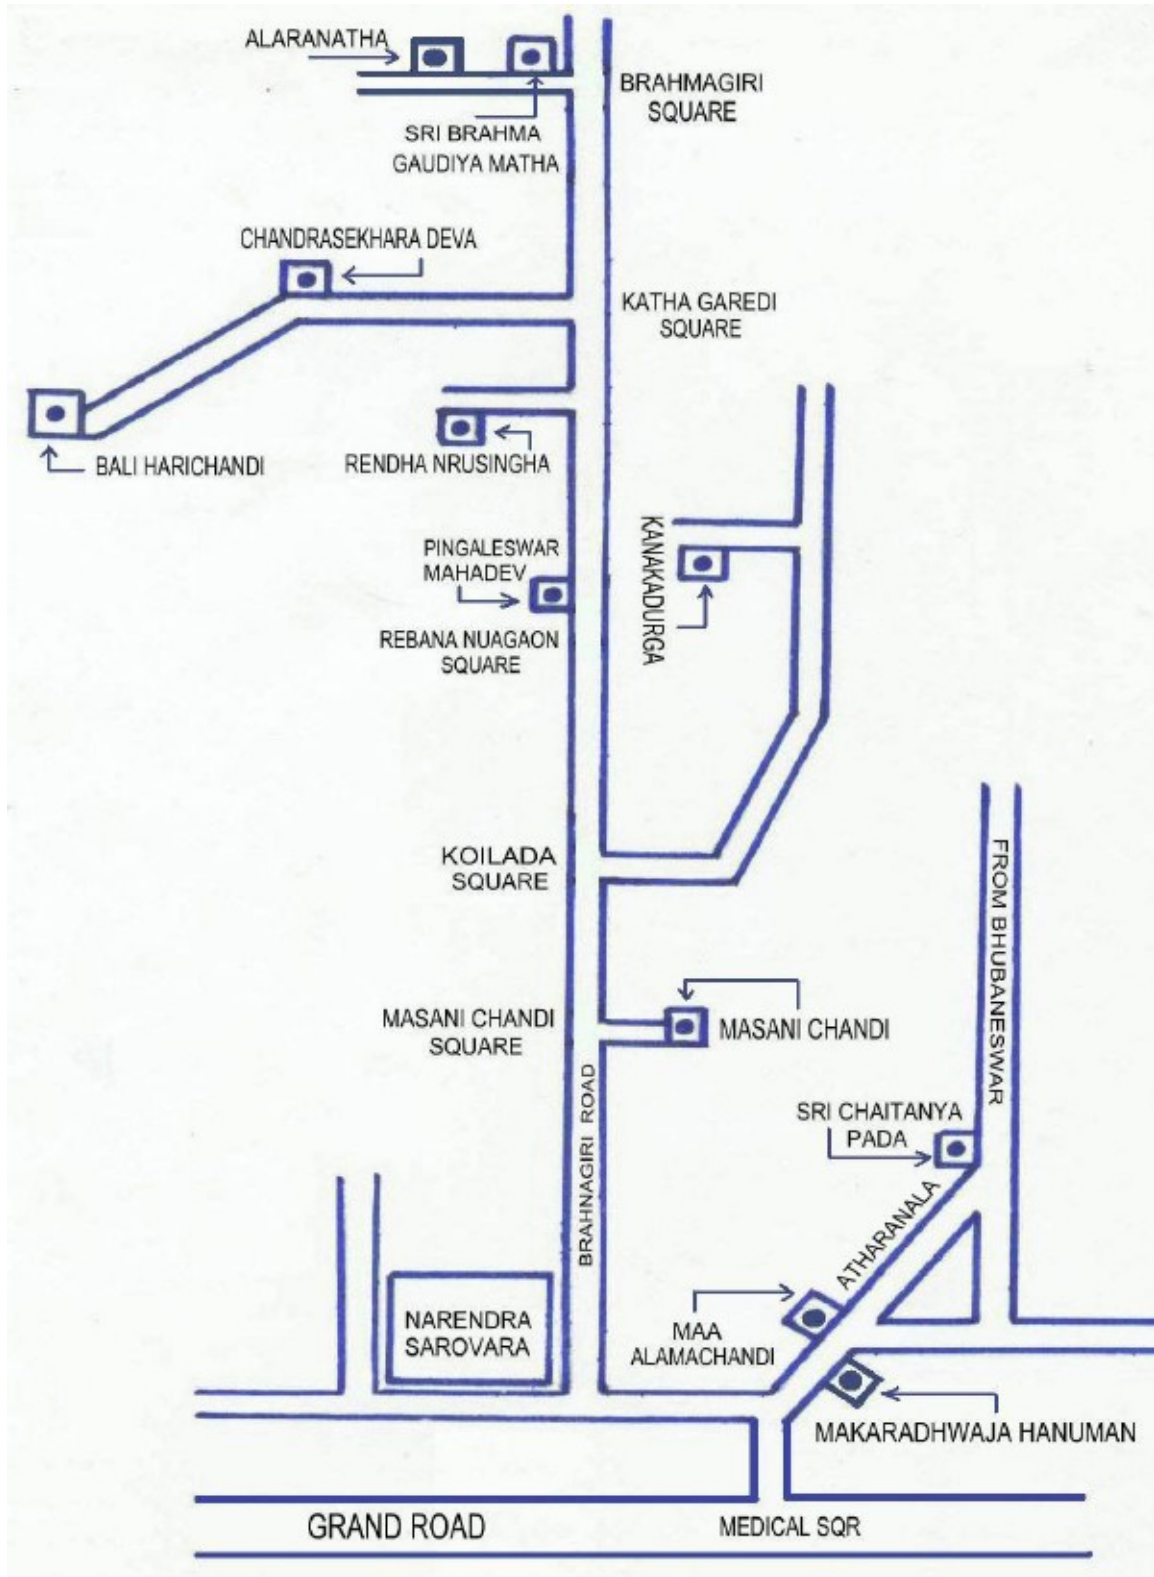 ALARANATHA
BRAHMAGIRI
SQUARE
SRI BRAHMA
GAUDIYA MATHA
CHANDRASEKHARA DEVA
KATHA GAREDI
SQUARE
BALI HARICHANDI
RENDHA NRUSINGHA
KANAKADURGA
PINGALESWAR
MAHADEV
REBANA NUAGAON
SQUARE
KOILADA
SQUARE
FROM BHUBANESWAR
MASANI CHANDI
SQUARE
MASANI CHANDI
BRAHNAGIRI ROAD
SRI CHAITANYA
PADA
ATHARANALA
NARENDRA
SAROVARA
MAA
ALAMACHANDI
MAKARADHWAJA HANUMAN
GRAND ROAD
MEDICAL SQR